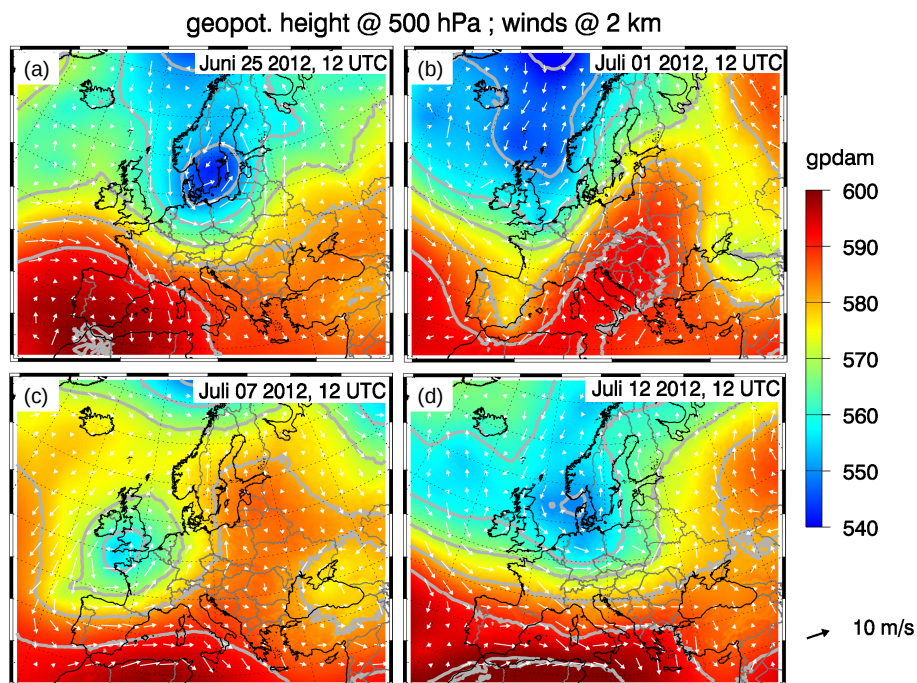 geopot. height @ 500 hPa ; winds @ 2 km
(a) Juni 25 2012, 12 UTC
(b) Juli 01 2012, 12 UTC
gpdam
600
590
580
570
560
550
540
(c) Juli 07 2012, 12 UTC
(d) Juli 12 2012, 12 UTC
10 m/s